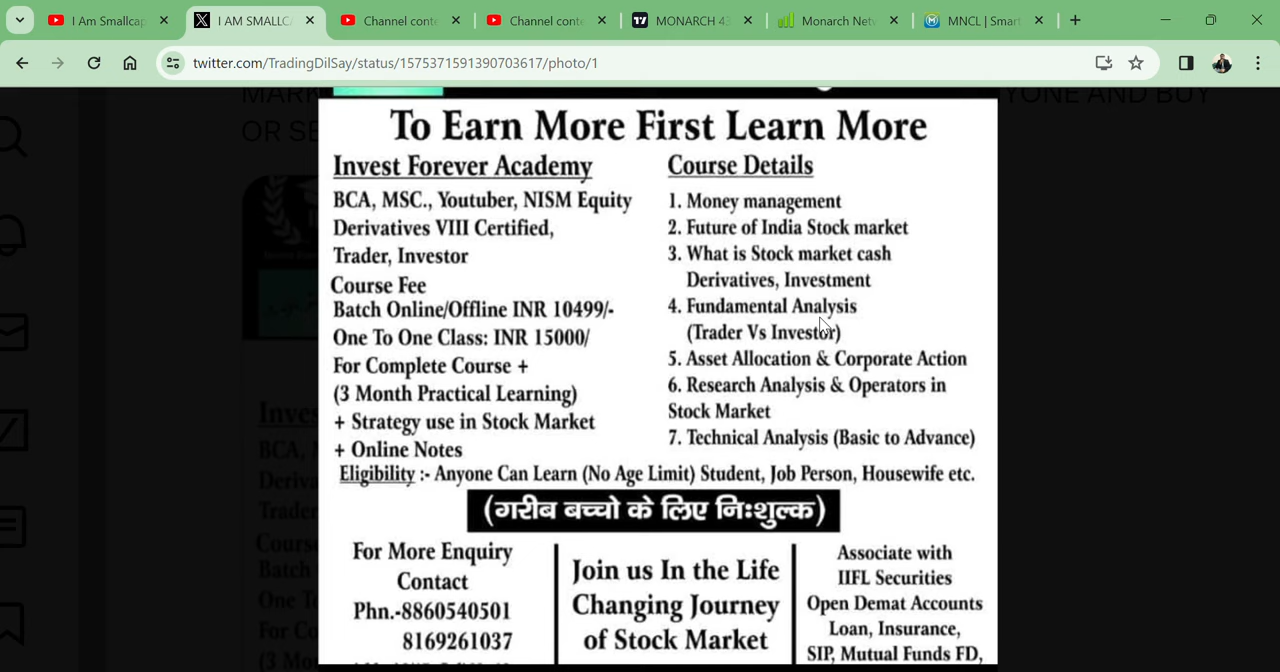 I Am Smallcap
I AM SMALLC
Channel conte
Channel conte
MONARCH 43
Monarch Netv
MNCL | Smart
twitter.com/TradingDilSay/status/1575371591390703617/photo/1
YONE AND BUY
OR SE
To Earn More First Learn More
Invest Forever Academy
BCA, MSC., Youtuber, NISM Equity
Derivatives VIII Certified,
Trader, Investor
Course Fee
Batch Online/Offline INR 10499/-
One To One Class: INR 15000/
For Complete Course +
(3 Month Practical Learning)
+ Strategy use in Stock Market
+ Online Notes
Course Details
1. Money management
2. Future of India Stock market
3. What is Stock market cash
Derivatives, Investment
4. Fundamental Analysis
(Trader Vs Investor)
5. Asset Allocation & Corporate Action
6. Research Analysis & Operators in
Stock Market
7. Technical Analysis (Basic to Advance)
Eligibility :- Anyone Can Learn (No Age Limit) Student, Job Person, Housewife etc.
(गरीब बच्चो के लिए निःशुल्क)
For More Enquiry
Contact
Phn.-8860540501
8169261037
Join us In the Life
Changing Journey
of Stock Market
Associate with
IIFL Securities
Open Demat Accounts
Loan, Insurance,
SIP, Mutual Funds FD,